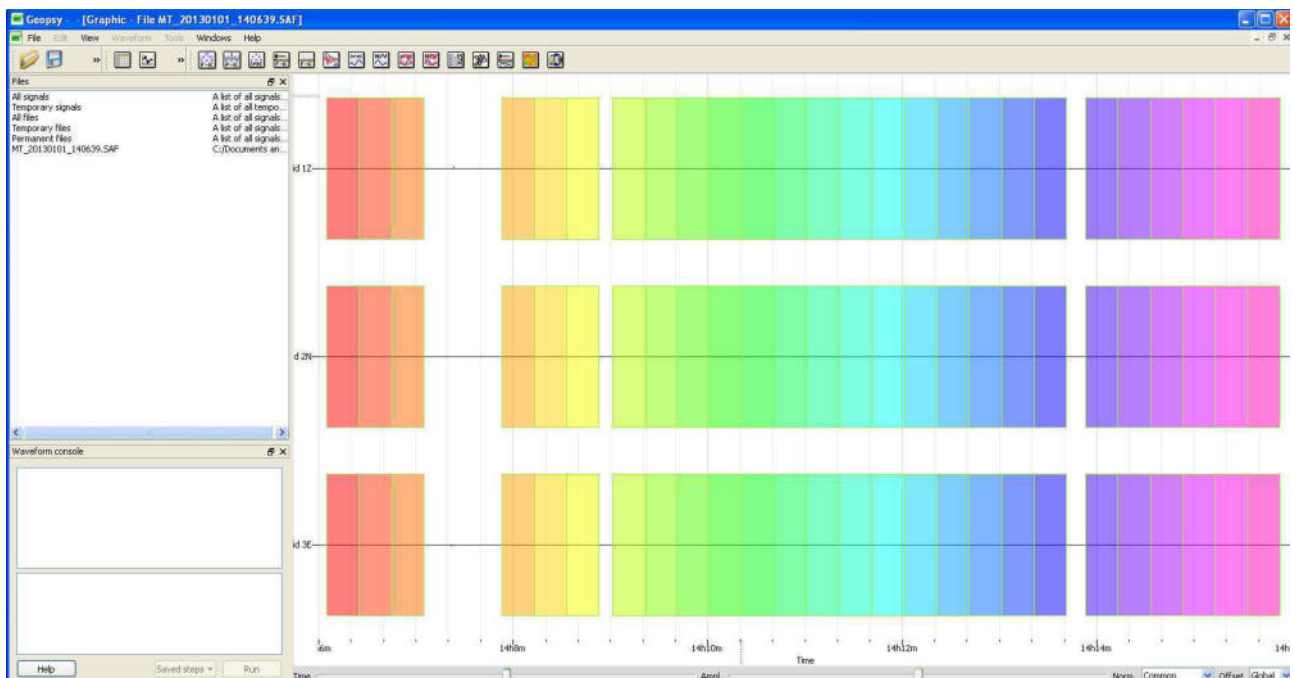 Geopsy - - [Graphic - File MT_20130101_140639.SAF]
File Edit View Waveform Tools Windows Help
Files
All signals A list of all signals...
Temporary signals A list of all tempo...
All files A list of all signals...
Temporary files A list of all signals...
Permanent files A list of all signals...
MT_20130101_140639.SAF C:/Documents an...
id 1Z
id 2N
Waveform console
id 3E
6m 14h8m 14h10m 14h12m 14h14m 14h
Time
Help Saved steps Run
Time Ampl Norm Common Offset Global